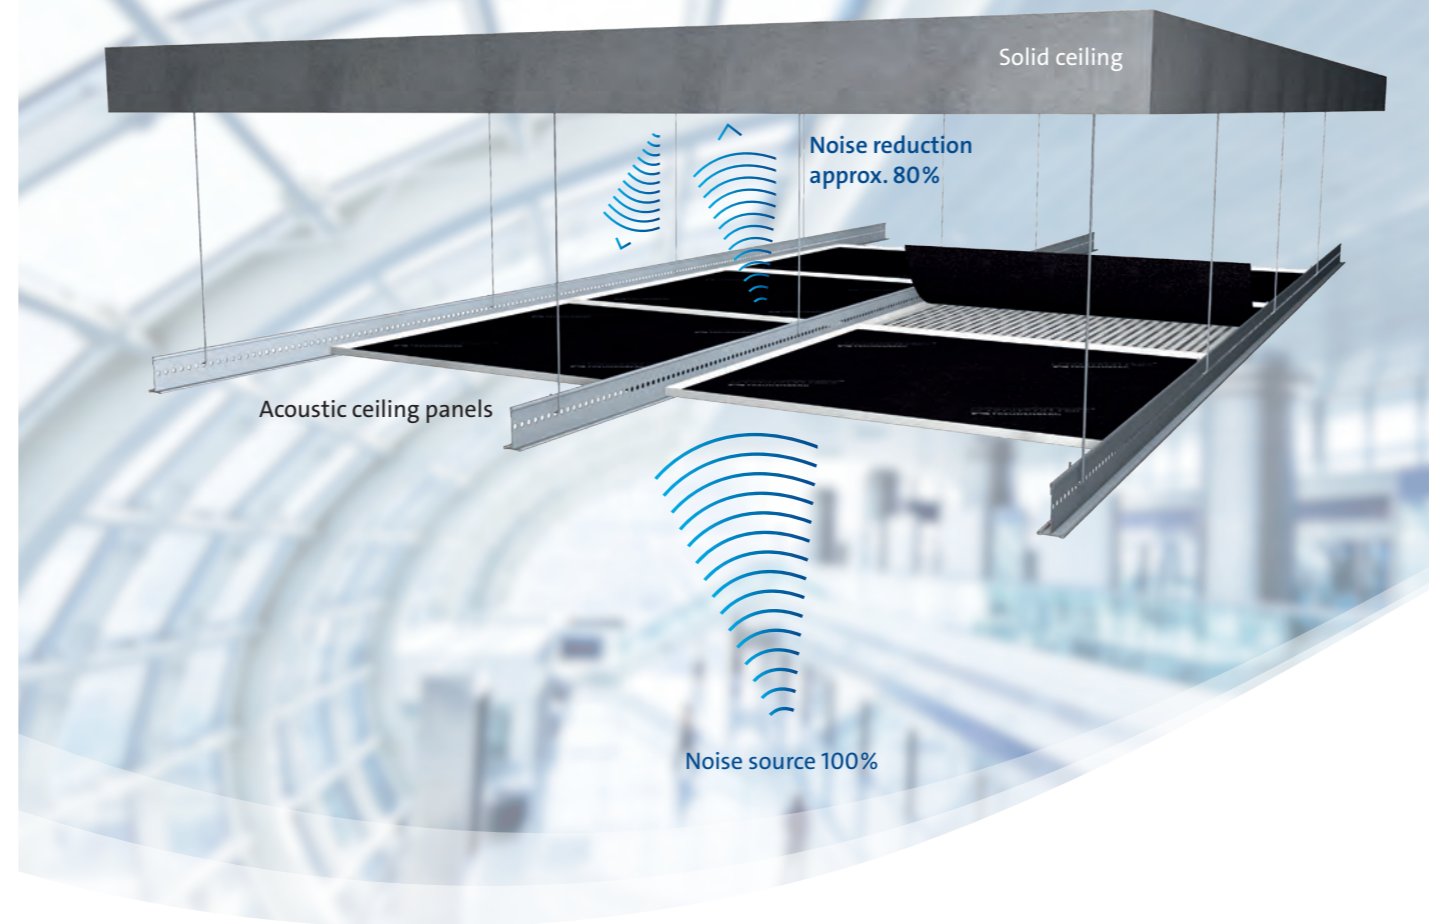 Solid ceiling
Noise reduction
approx. 80%
Acoustic ceiling panels
Noise source 100%